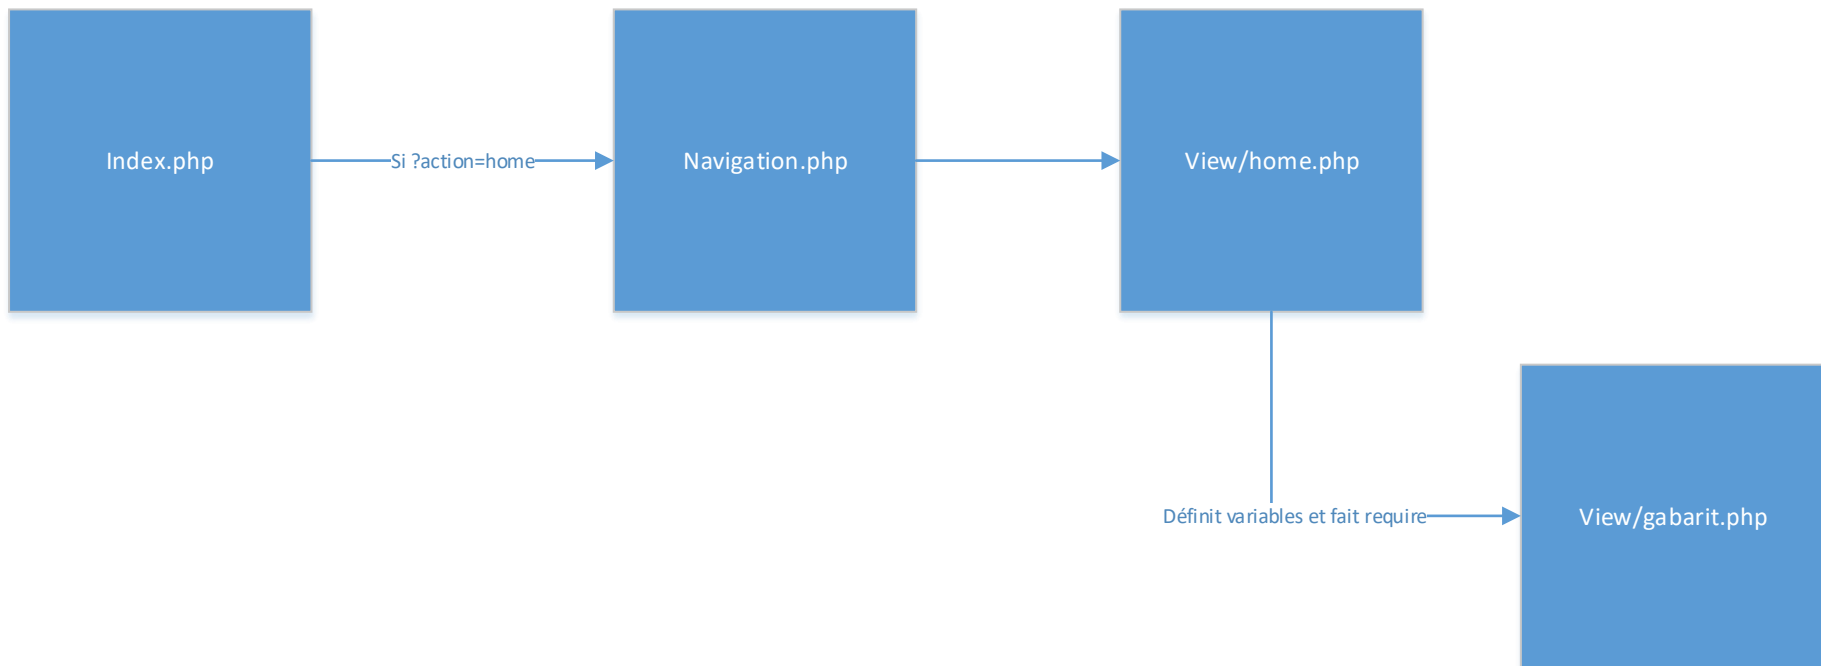 Index.php
Si ?action=home
Navigation.php
View/home.php
Définit variables et fait require
View/gabarit.php